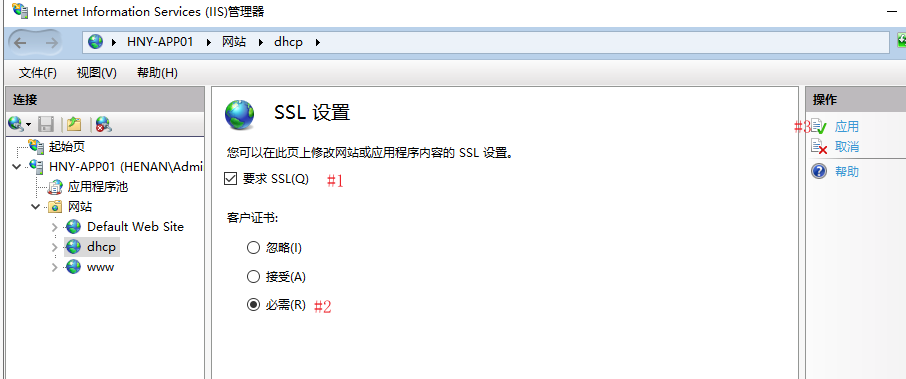 Internet Information Services (IIS)管理器
HNY-APP01 网站 dhcp
文件(F) 视图(V) 帮助(H)
连接
起始页
HNY-APP01 (HENAN\Admi
应用程序池
网站
Default Web Site
dhcp
www
SSL 设置
您可以在此页上修改网站或应用程序内容的 SSL 设置。
要求 SSL(Q) #1
客户证书:
忽略(I)
接受(A)
必需(R) #2
操作
#3 应用
取消
帮助